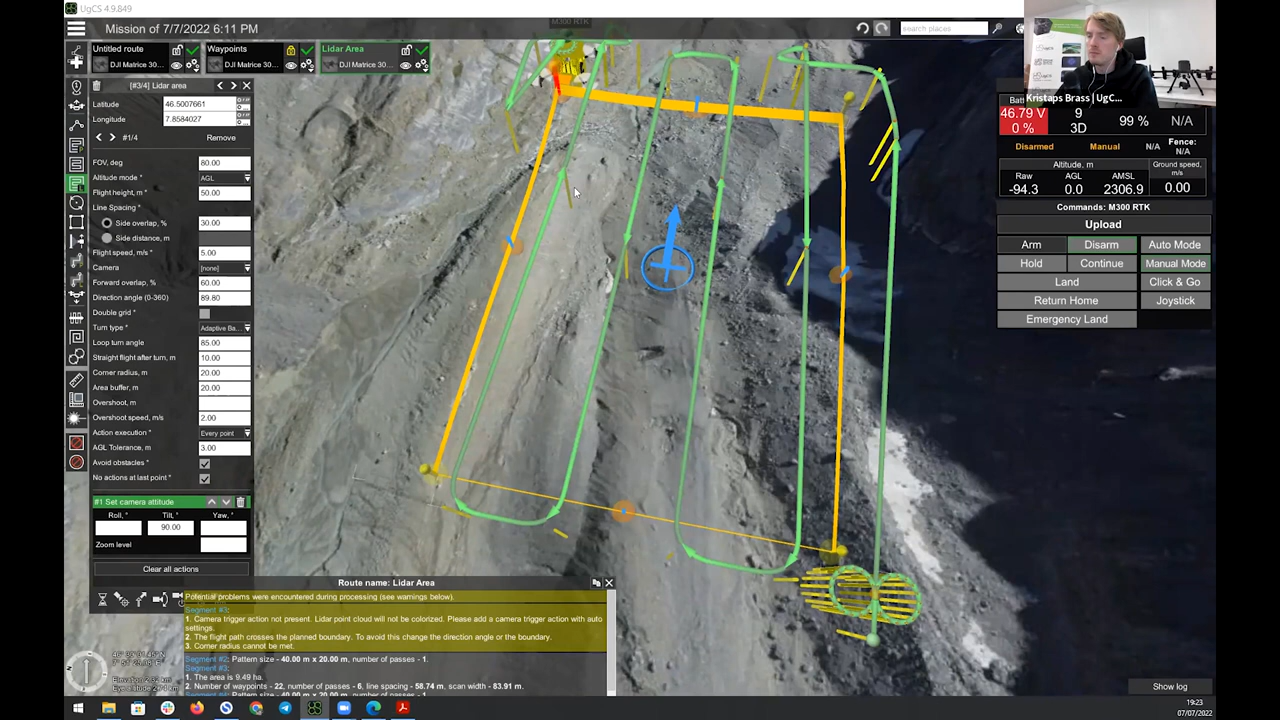 UgCS 4.9.849
M300 RTK
Mission of 7/7/2022 6:11 PM
Search places
Untitled route
DJI Matrice 30...
Waypoints
DJI Matrice 30...
Lidar Area
DJI Matrice 30...
[#3/4] Lidar area
Latitude 46.5007661
Longitude 7.8584027
#1/4 Remove
FOV, deg 80.00
Altitude mode * AGL
Flight height, m * 50.00
Line Spacing *
Side overlap, % 30.00
Side distance, m
Flight speed, m/s * 5.00
Camera [none]
Forward overlap, % 60.00
Direction angle (0-360) 89.80
Double grid *
Turn type * Adaptive Ba...
Loop turn angle 85.00
Straight flight after turn, m 10.00
Corner radius, m 20.00
Area buffer, m 20.00
Overshoot, m
Overshoot speed, m/s 2.00
Action execution * Every point
AGL Tolerance, m 3.00
Avoid obstacles *
No actions at last point *
#1 Set camera attitude
Roll, ° Tilt, ° Yaw, °
90.00
Zoom level
Clear all actions
Route name: Lidar Area
Potential problems were encountered during processing (see warnings below).
Segment #3:
1. Camera trigger action not present. Lidar point cloud will not be colorized. Please add a camera trigger action with auto
settings.
2. The flight path crosses the planned boundary. To avoid this change the direction angle or the boundary.
3. Corner radius cannot be met.
Segment #2: Pattern size - 40.00 m x 20.00 m, number of passes - 1.
Segment #3:
1. The area is 9.49 ha.
2. Number of waypoints - 22, number of passes - 6, line spacing - 58.74 m, scan width - 83.91 m.
Kristaps Brass | UgC...
46.79 V 9 99 % N/A
0 % 3D
Disarmed Manual N/A Fence: N/A
Altitude, m Ground speed, m/s
Raw AGL AMSL
-94.3 0.0 2306.9 0.00
Commands: M300 RTK
Upload
Arm Disarm Auto Mode
Hold Continue Manual Mode
Land Click & Go
Return Home Joystick
Emergency Land
Show log
19:23
07/07/2022